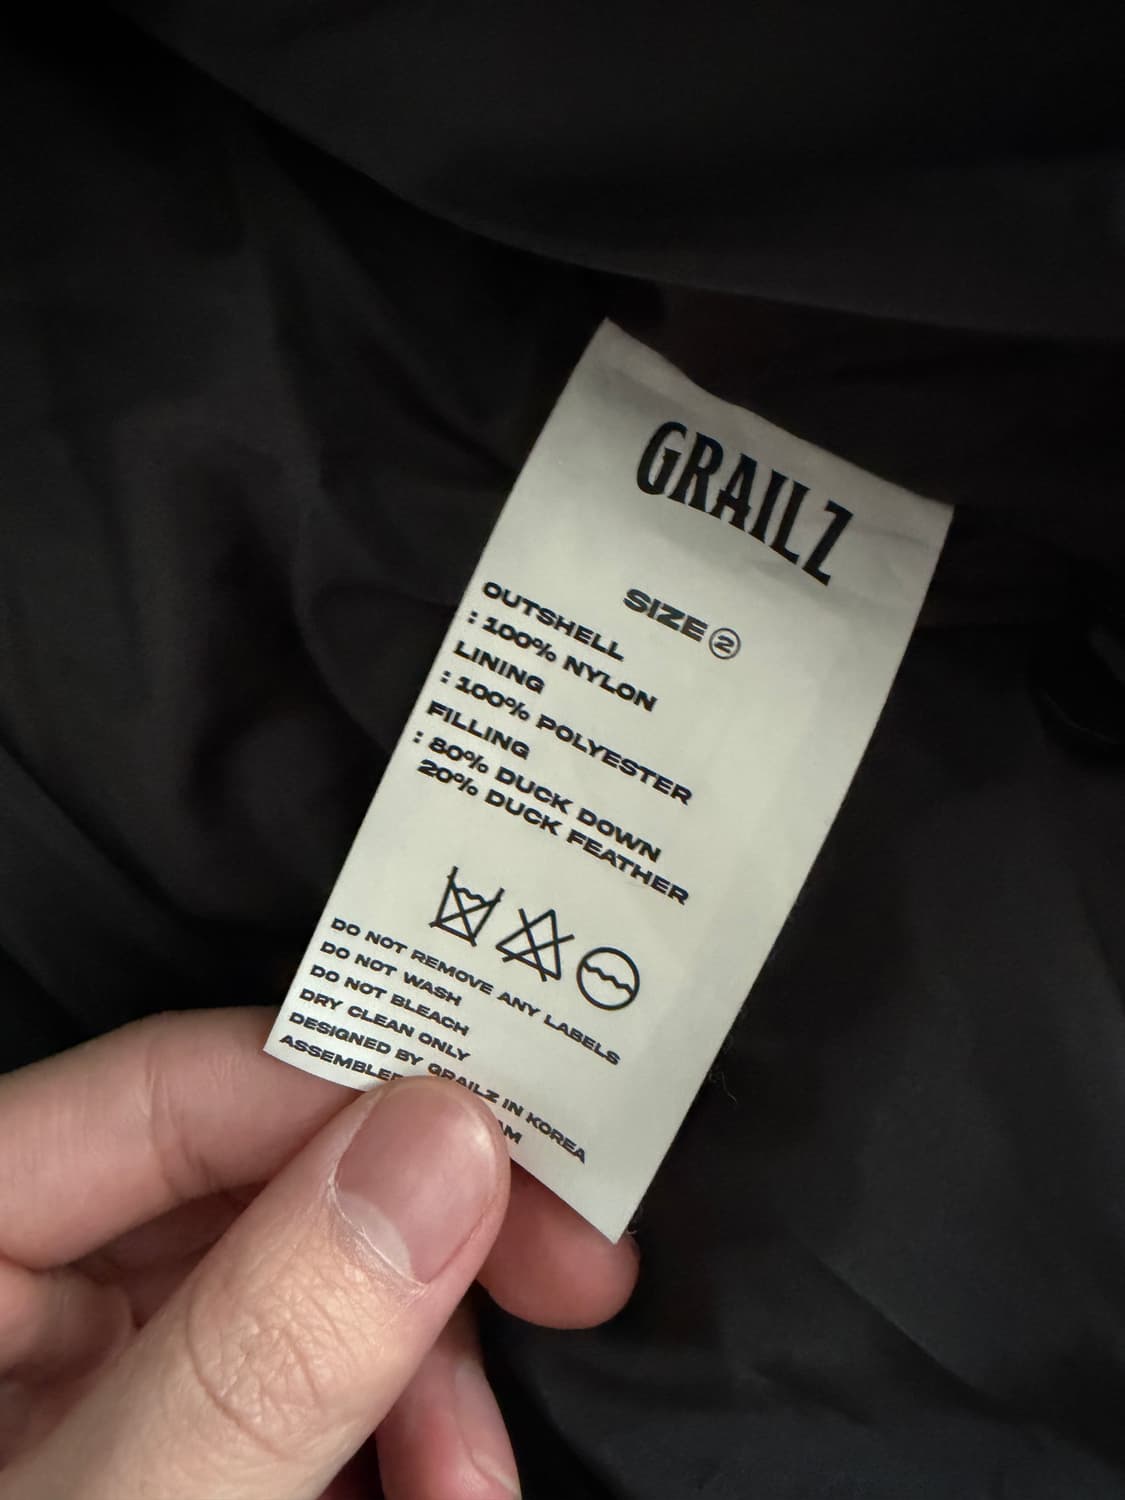 GRAILZ
SIZE ②
OUTSHELL
: 100% NYLON
LINING
: 100% POLYESTER
FILLING
: 80% DUCK DOWN
20% DUCK FEATHER
DO NOT REMOVE ANY LABELS
DO NOT WASH
DO NOT BLEACH
DRY CLEAN ONLY
DESIGNED BY GRAILZ IN KOREA